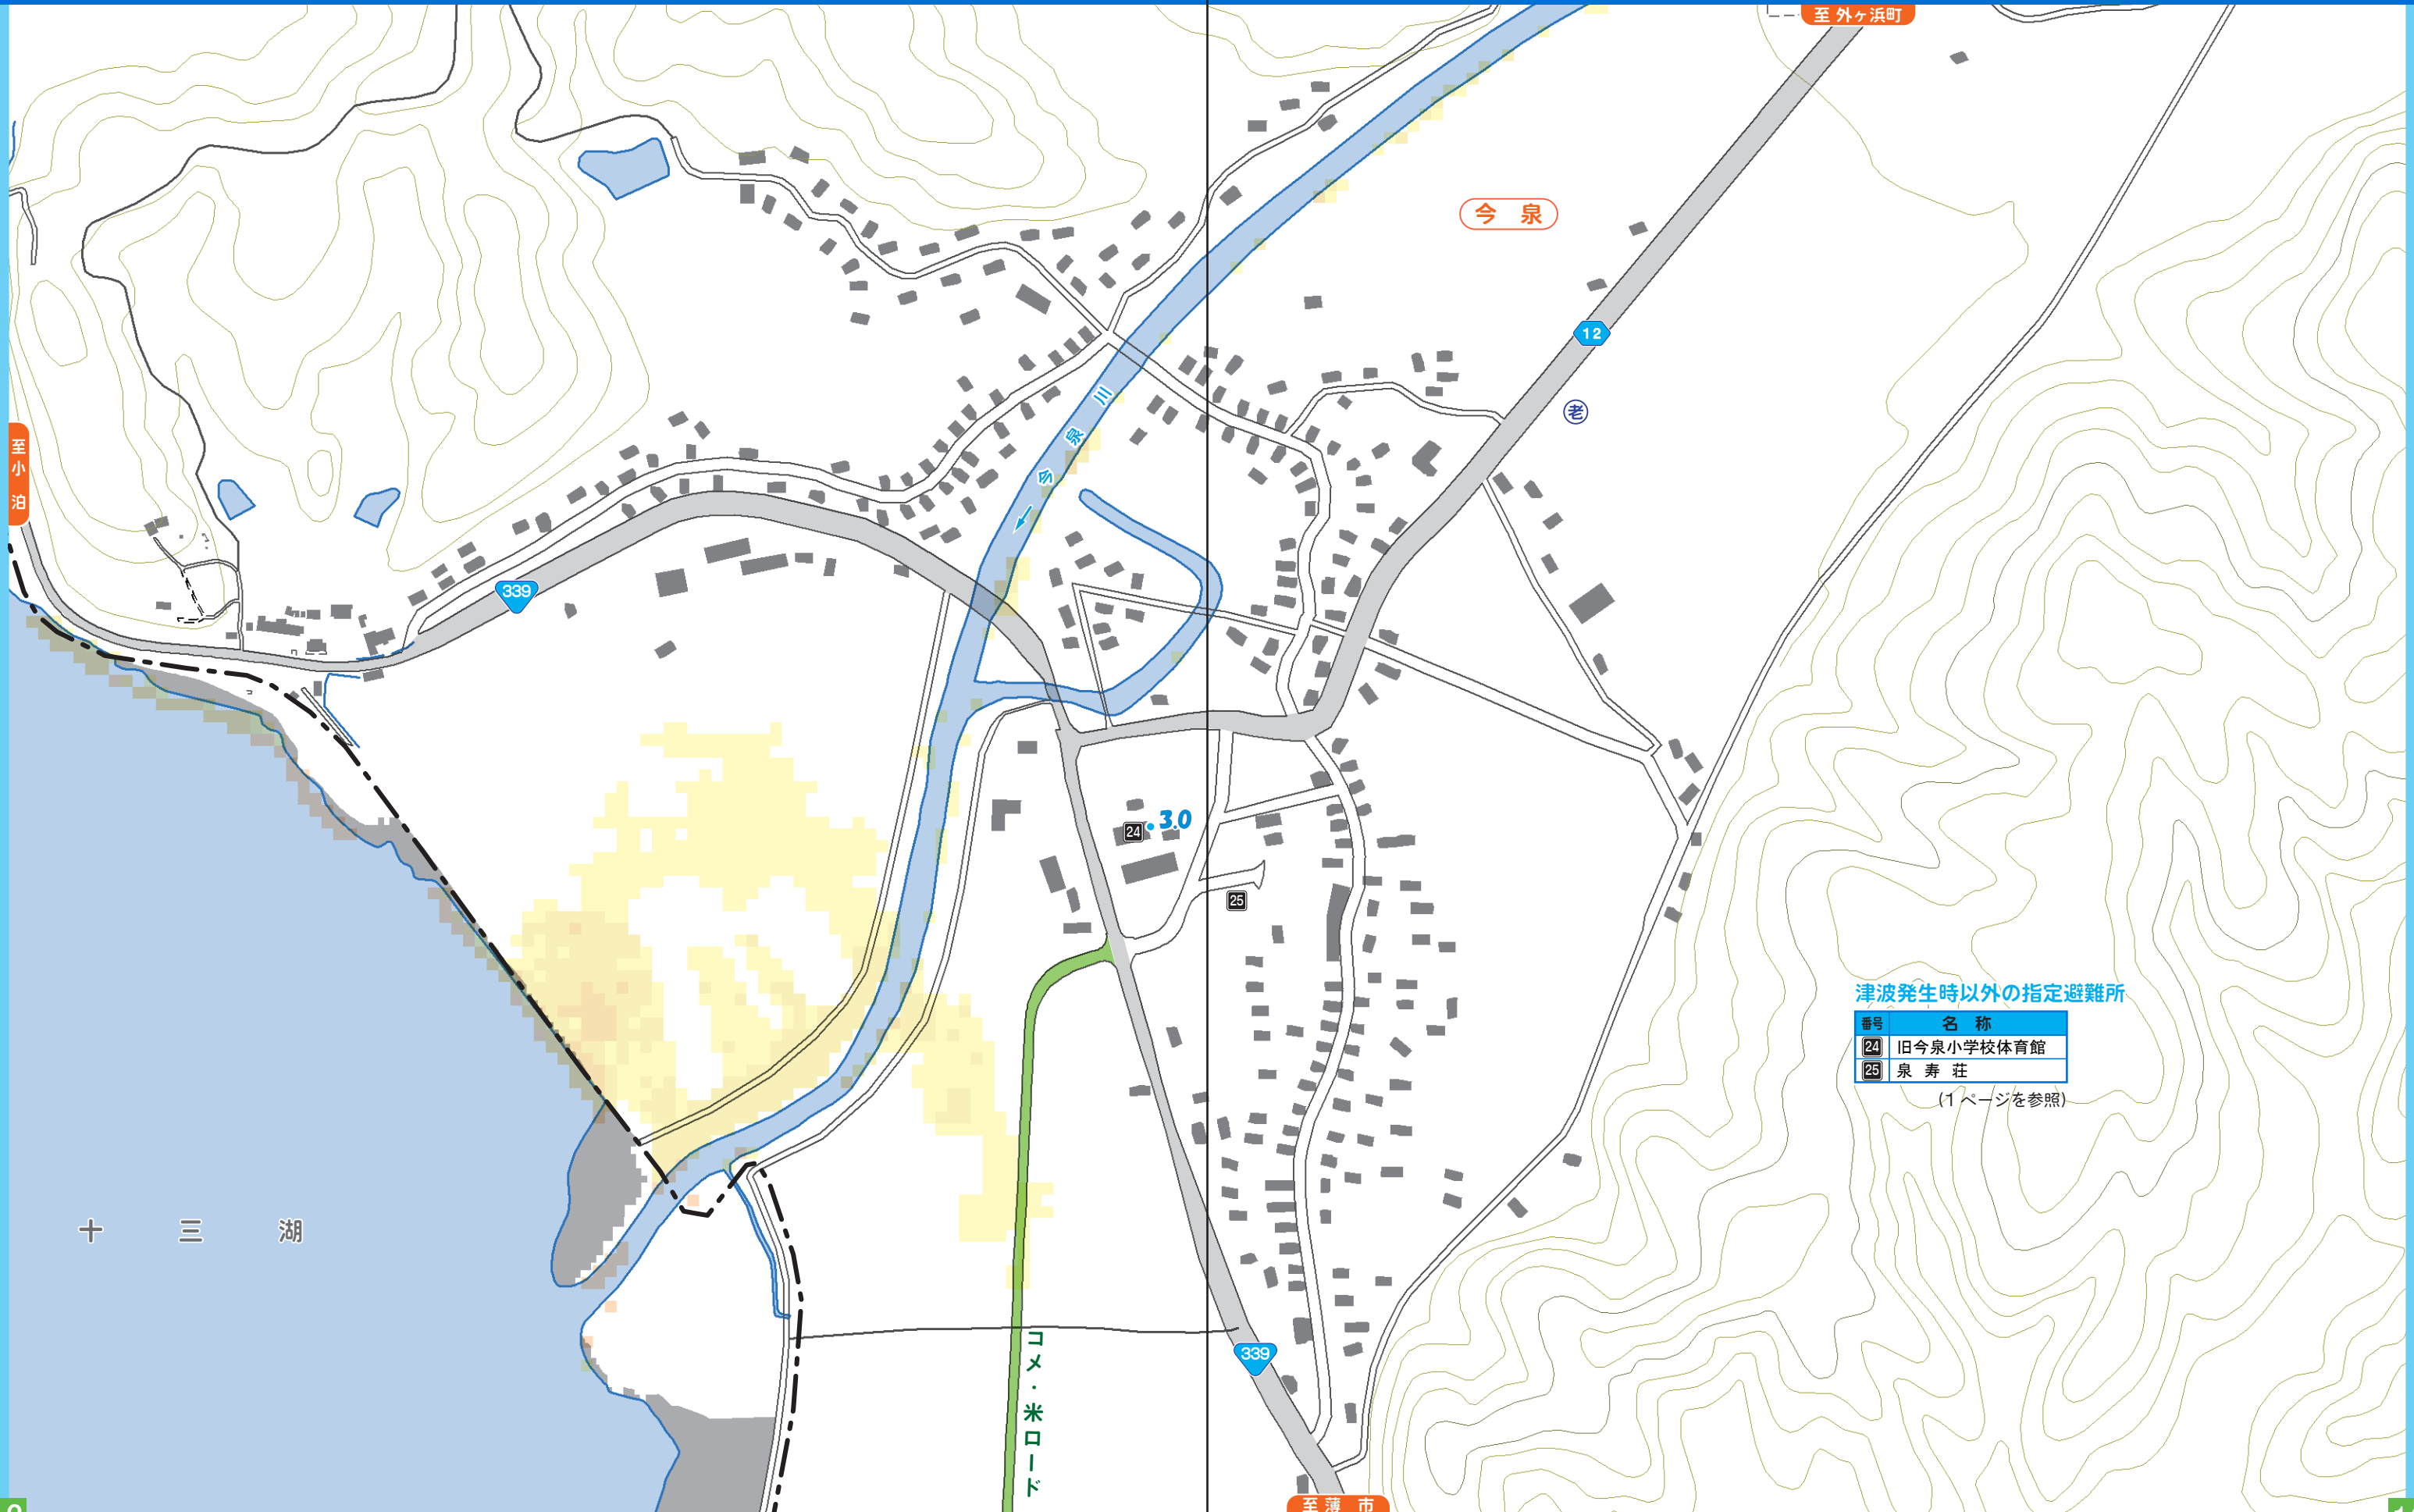 至 外ヶ浜町
今 泉
12
老
至 小 泊
川
泉
今
339
24
3.0
25
津波発生時以外の指定避難所
番号 名 称
24 旧今泉小学校体育館
25 泉 寿 荘
(1 ページを参照)
十 三 湖
コメ・米ロード
339
至 薄 市